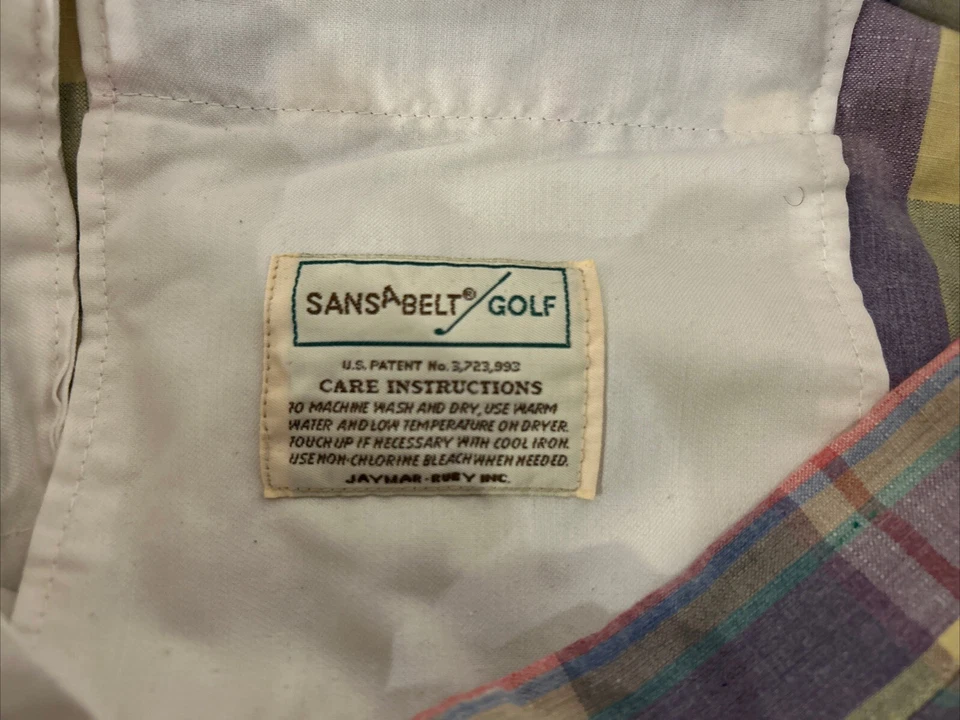 SANSABELT® GOLF
U.S. PATENT No. 3,723,993
CARE INSTRUCTIONS
TO MACHINE WASH AND DRY, USE WARM
WATER AND LOW TEMPERATURE ON DRYER.
TOUCH UP IF NECESSARY WITH COOL IRON.
USE NON-CHLORINE BLEACH WHEN NEEDED.
JAYMAR-RUBY INC.